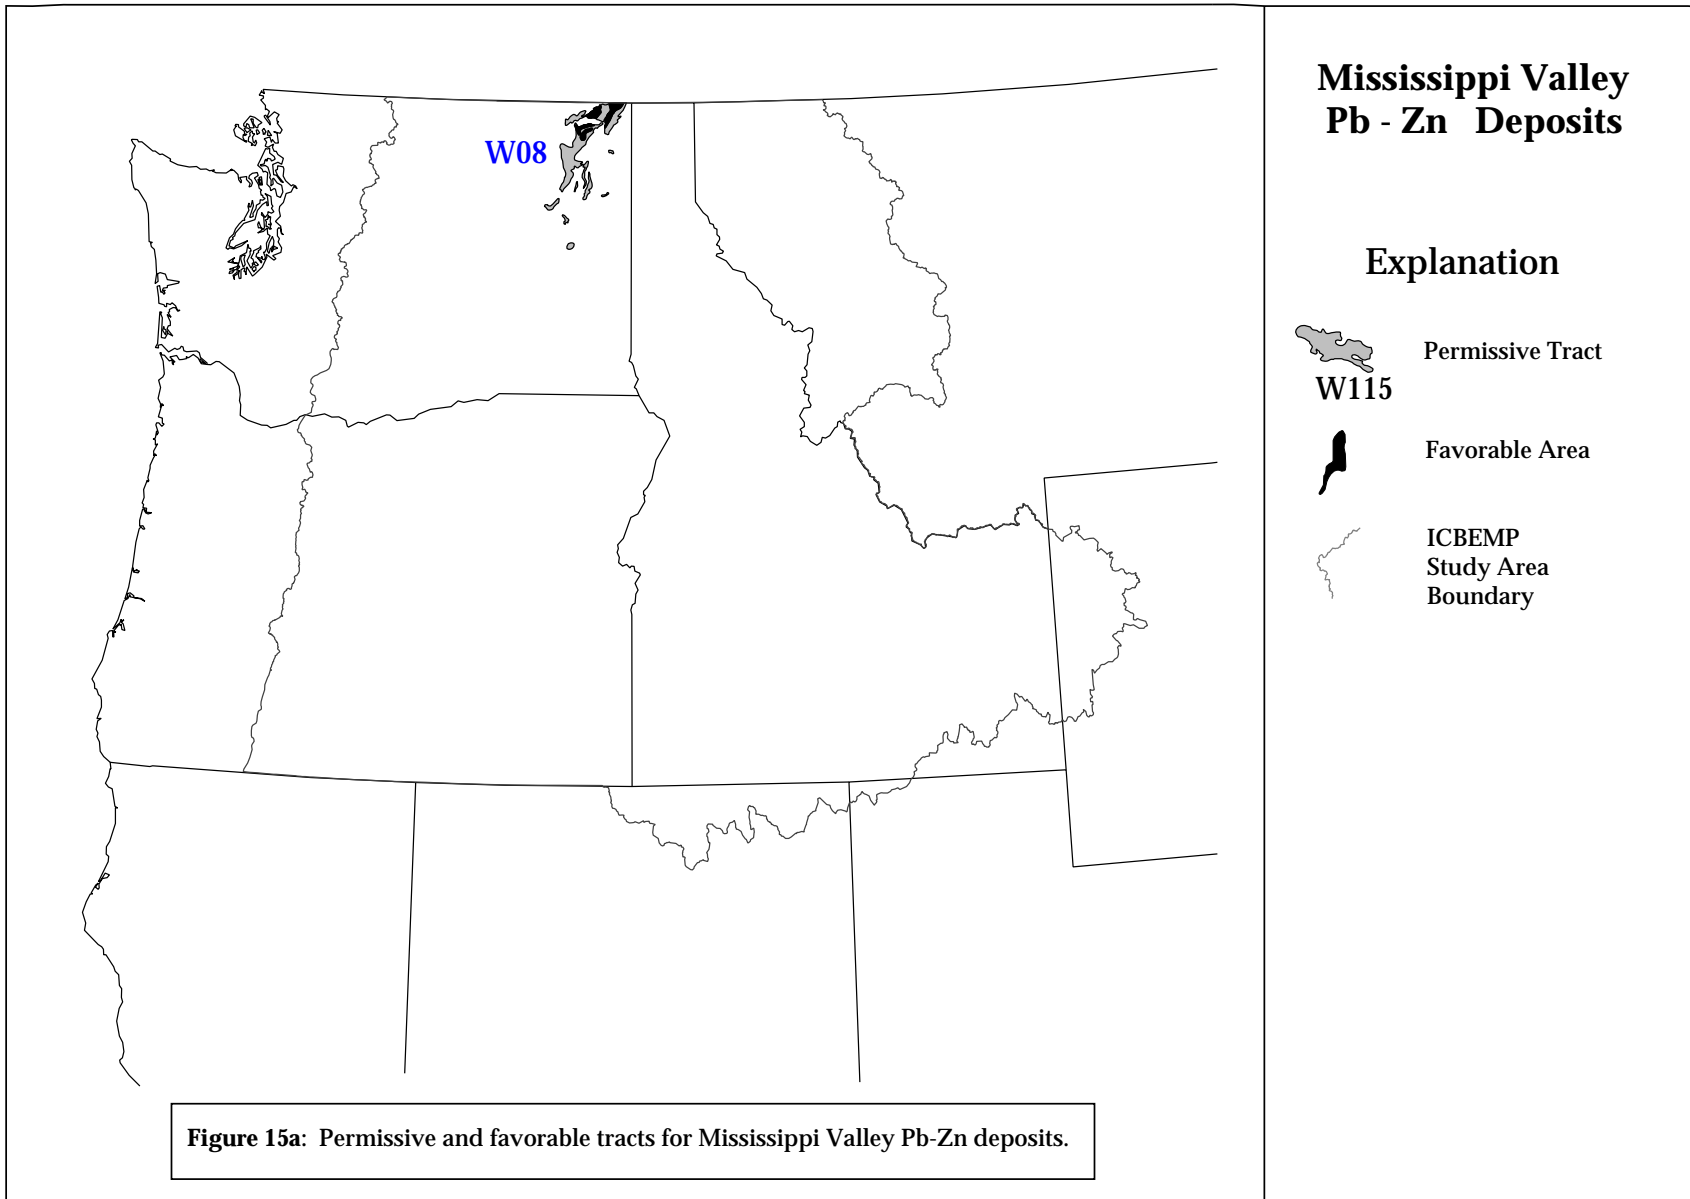 Mississippi Valley
Pb - Zn Deposits
W08
Explanation
Permissive Tract
W115
Favorable Area
ICBEMP
Study Area
Boundary
Figure 15a: Permissive and favorable tracts for Mississippi Valley Pb-Zn deposits.